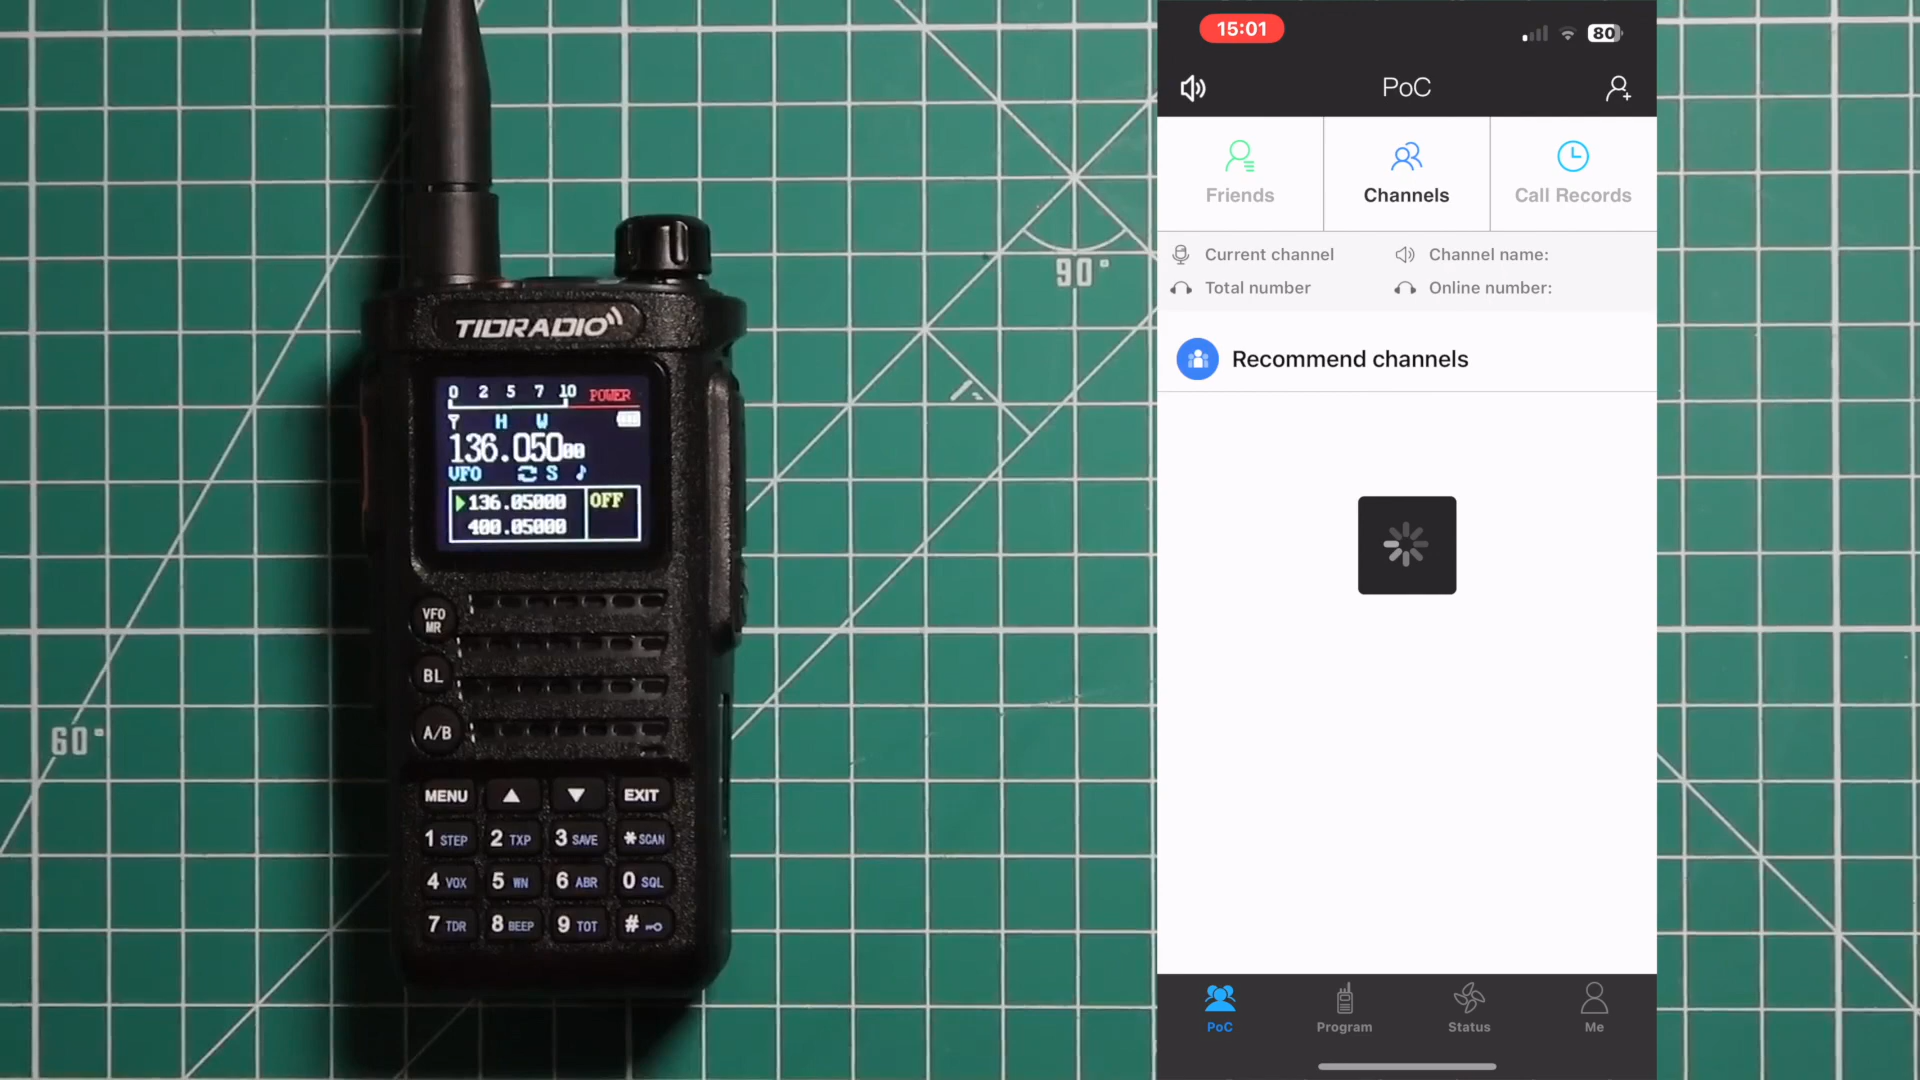 60°
90°
TIDRADIO
0 2 5 7 10 POWER
H W
136.05000
VFO S
136.05000 OFF
400.05000
VFO
MR
BL
A/B
MENU ▲ ▼ EXIT
1 STEP 2 TXP 3 SAVE * SCAN
4 VOX 5 WN 6 ABR 0 SQL
7 TDR 8 BEEP 9 TOT #
15:01
80
PoC
Friends
Channels
Call Records
Current channel
Channel name:
Total number
Online number:
Recommend channels
PoC
Program
Status
Me